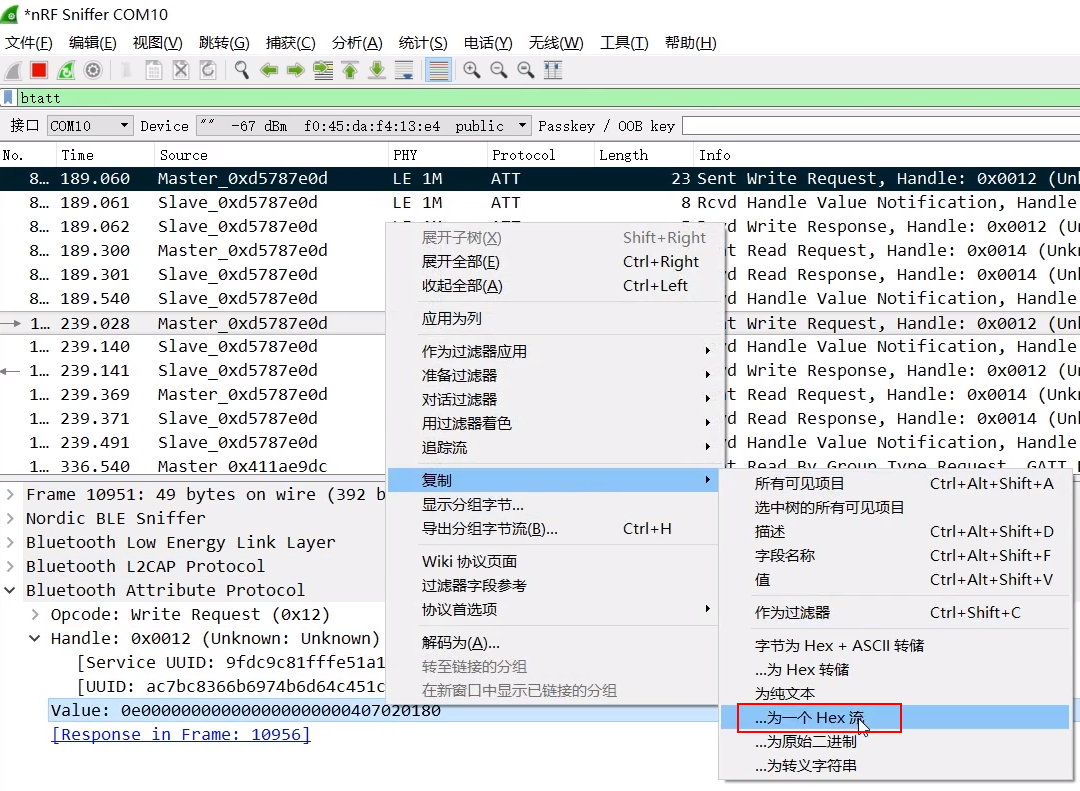 *nRF Sniffer COM10
文件(F) 编辑(E) 视图(V) 跳转(G) 捕获(C) 分析(A) 统计(S) 电话(Y) 无线(W) 工具(T) 帮助(H)
btatt
接口 COM10 Device "" -67 dBm f0:45:da:f4:13:e4 public Passkey / OOB key
No. Time Source PHY Protocol Length Info
8… 189.060 Master_0xd5787e0d LE 1M ATT 23 Sent Write Request, Handle: 0x0012 (Unk
8… 189.061 Slave_0xd5787e0d LE 1M ATT 8 Rcvd Handle Value Notification, Handle
8… 189.062 Slave_0xd5787e0d Write Response, Handle: 0x0012 (U
8… 189.300 Master_0xd5787e0d t Read Request, Handle: 0x0014 (Unk
8… 189.301 Slave_0xd5787e0d d Read Response, Handle: 0x0014 (Un
8… 189.540 Slave_0xd5787e0d d Handle Value Notification, Handle
1… 239.028 Master_0xd5787e0d t Write Request, Handle: 0x0012 (Un
1… 239.140 Slave_0xd5787e0d d Handle Value Notification, Handle
1… 239.141 Slave_0xd5787e0d d Write Response, Handle: 0x0012 (U
1… 239.369 Master_0xd5787e0d t Read Request, Handle: 0x0014 (Unk
1… 239.371 Slave_0xd5787e0d d Read Response, Handle: 0x0014 (Un
1… 239.491 Slave_0xd5787e0d d Handle Value Notification, Handle
1… 336.540 Master_0x411ae9dc t Read By Group Type Request, GATT P
展开子树(X) Shift+Right
展开全部(E) Ctrl+Right
收起全部(A) Ctrl+Left
应用为列
作为过滤器应用
准备过滤器
对话过滤器
用过滤器着色
追踪流
复制
显示分组字节…
导出分组字节流(B)… Ctrl+H
Wiki 协议页面
过滤器字段参考
协议首选项
解码为(A)…
转至链接的分组
在新窗口中显示已链接的分组
所有可见项目 Ctrl+Alt+Shift+A
选中树的所有可见项目
描述 Ctrl+Alt+Shift+D
字段名称 Ctrl+Alt+Shift+F
值 Ctrl+Alt+Shift+V
作为过滤器 Ctrl+Shift+C
字节为 Hex + ASCII 转储
…为 Hex 转储
为纯文本
…为一个 Hex 流
…为原始二进制
…为转义字符串
Frame 10951: 49 bytes on wire (392 b
Nordic BLE Sniffer
Bluetooth Low Energy Link Layer
Bluetooth L2CAP Protocol
Bluetooth Attribute Protocol
Opcode: Write Request (0x12)
Handle: 0x0012 (Unknown: Unknown)
[Service UUID: 9fdc9c81fffe51a1
[UUID: ac7bc8366b6974b6d64c451c
Value: 0e00000000000000000000407020180
[Response in Frame: 10956]